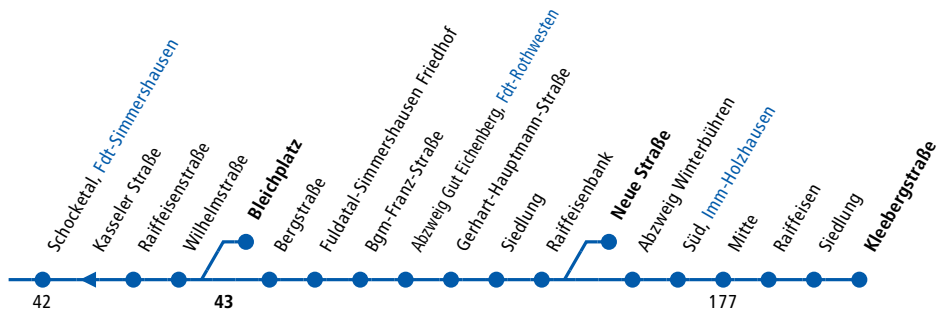 Schocketal, Fdt-Simmershausen
Kasseler Straße
Raiffeisenstraße
Wilhelmstraße
Bleichplatz
Bergstraße
Fuldatal-Simmershausen Friedhof
Bgm-Franz-Straße
Abzweig Gut Eichenberg, Fdt-Rothwesten
Gerhart-Hauptmann-Straße
Siedlung
Raiffeisenbank
Neue Straße
Abzweig Winterbühren
Süd, Imm-Holzhausen
Mitte
Raiffeisen
Siedlung
Kleebergstraße
42
43
177